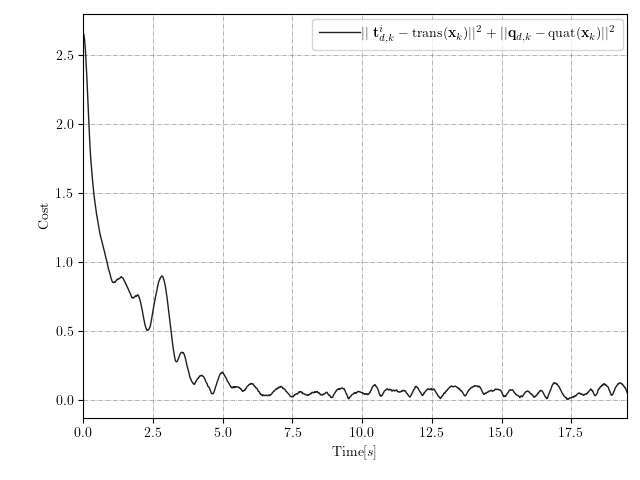 || t^i_{d,k} − trans(x_k)||^2 + ||q_{d,k} − quat(x_k)||^2
2.5
2.0
1.5
1.0
0.5
0.0
Cost
0.0 2.5 5.0 7.5 10.0 12.5 15.0 17.5
Time[s]